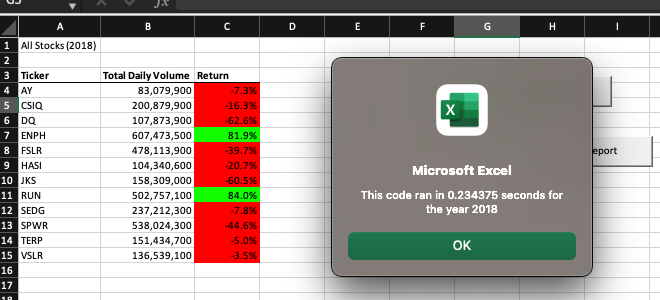 G5 fx
A B C D E F G H I
1 All Stocks (2018)
2
3 Ticker Total Daily Volume Return
4 AY 83,079,900 -7.3%
5 CSIQ 200,879,900 -16.3%
6 DQ 107,873,900 -62.6%
7 ENPH 607,473,500 81.9%
8 FSLR 478,113,900 -39.7%
9 HASI 104,340,600 -20.7%
10 JKS 158,309,000 -60.5%
11 RUN 502,757,100 84.0%
12 SEDG 237,212,300 -7.8%
13 SPWR 538,024,300 -44.6%
14 TERP 151,434,700 -5.0%
15 VSLR 136,539,100 -3.5%
16
17
18
X
Microsoft Excel
This code ran in 0.234375 seconds for
the year 2018
OK
eport